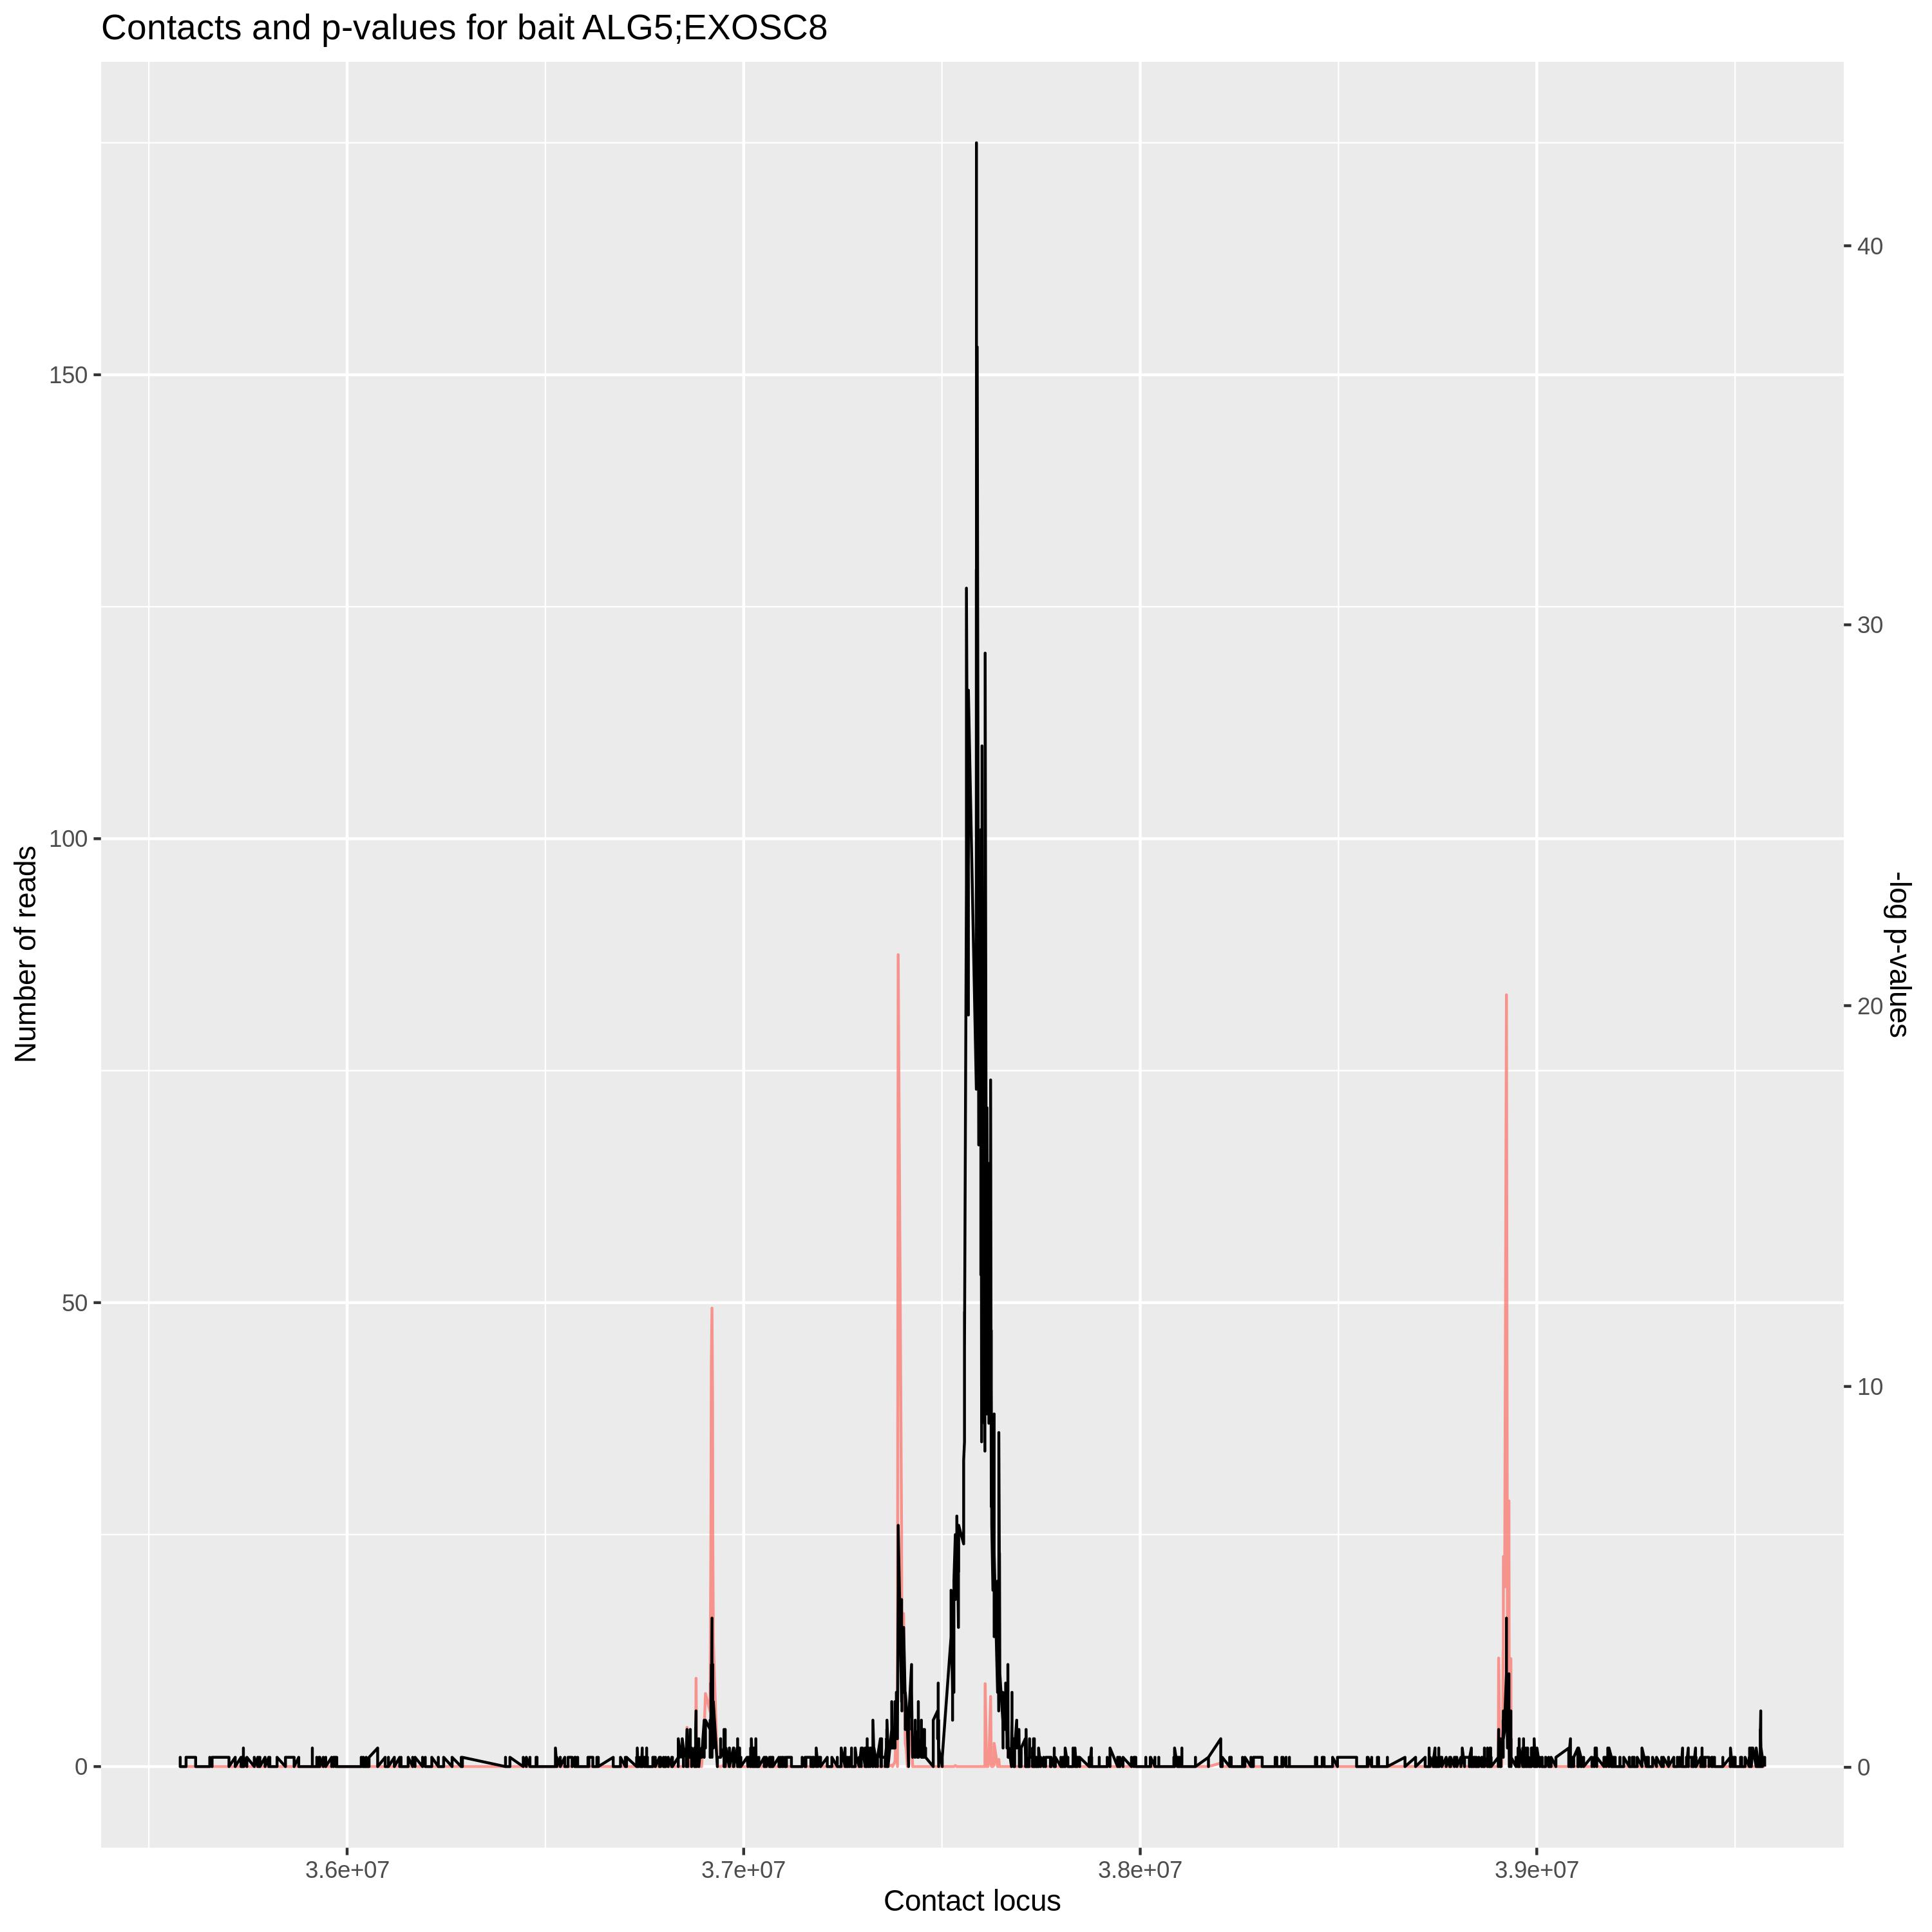 Contacts and p-values for bait ALG5;EXOSC8
Number of reads
150
100
50
0
40
30
20
10
0
-log p-values
3.6e+07
3.7e+07
3.8e+07
3.9e+07
Contact locus